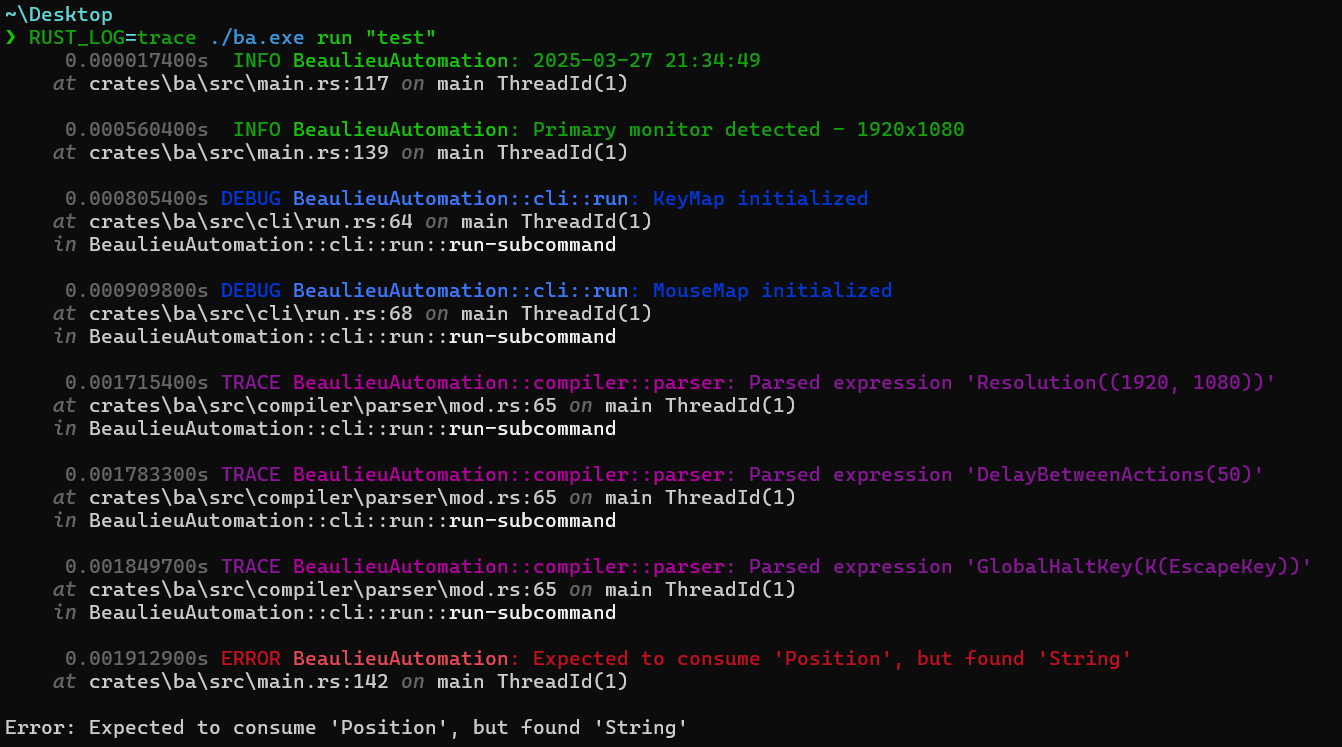 ~\Desktop
❯ RUST_LOG=trace ./ba.exe run "test"
0.000017400s  INFO BeaulieuAutomation: 2025-03-27 21:34:49
at crates\ba\src\main.rs:117 on main ThreadId(1)
0.000560400s  INFO BeaulieuAutomation: Primary monitor detected - 1920x1080
at crates\ba\src\main.rs:139 on main ThreadId(1)
0.000805400s DEBUG BeaulieuAutomation::cli::run: KeyMap initialized
at crates\ba\src\cli\run.rs:64 on main ThreadId(1)
in BeaulieuAutomation::cli::run::run-subcommand
0.000909800s DEBUG BeaulieuAutomation::cli::run: MouseMap initialized
at crates\ba\src\cli\run.rs:68 on main ThreadId(1)
in BeaulieuAutomation::cli::run::run-subcommand
0.001715400s TRACE BeaulieuAutomation::compiler::parser: Parsed expression 'Resolution((1920, 1080))'
at crates\ba\src\compiler\parser\mod.rs:65 on main ThreadId(1)
in BeaulieuAutomation::cli::run::run-subcommand
0.001783300s TRACE BeaulieuAutomation::compiler::parser: Parsed expression 'DelayBetweenActions(50)'
at crates\ba\src\compiler\parser\mod.rs:65 on main ThreadId(1)
in BeaulieuAutomation::cli::run::run-subcommand
0.001849700s TRACE BeaulieuAutomation::compiler::parser: Parsed expression 'GlobalHaltKey(K(EscapeKey))'
at crates\ba\src\compiler\parser\mod.rs:65 on main ThreadId(1)
in BeaulieuAutomation::cli::run::run-subcommand
0.001912900s ERROR BeaulieuAutomation: Expected to consume 'Position', but found 'String'
at crates\ba\src\main.rs:142 on main ThreadId(1)
Error: Expected to consume 'Position', but found 'String'